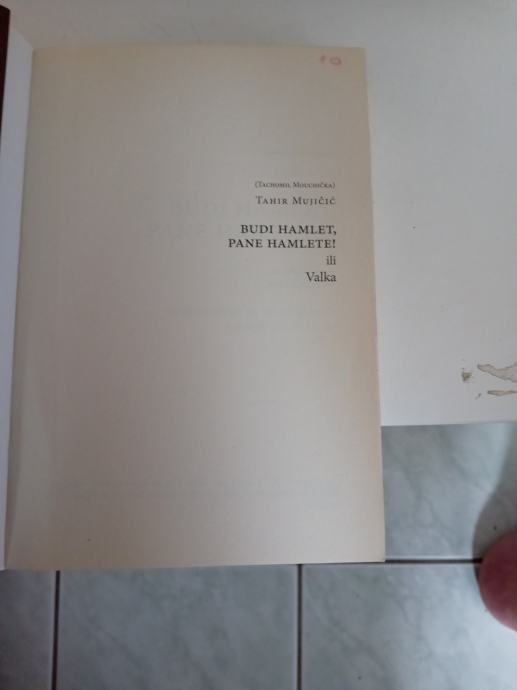 10
(Tachomil Mouchička)
Tahir Mujičić
BUDI HAMLET,
PANE HAMLETE!
ili
Valka